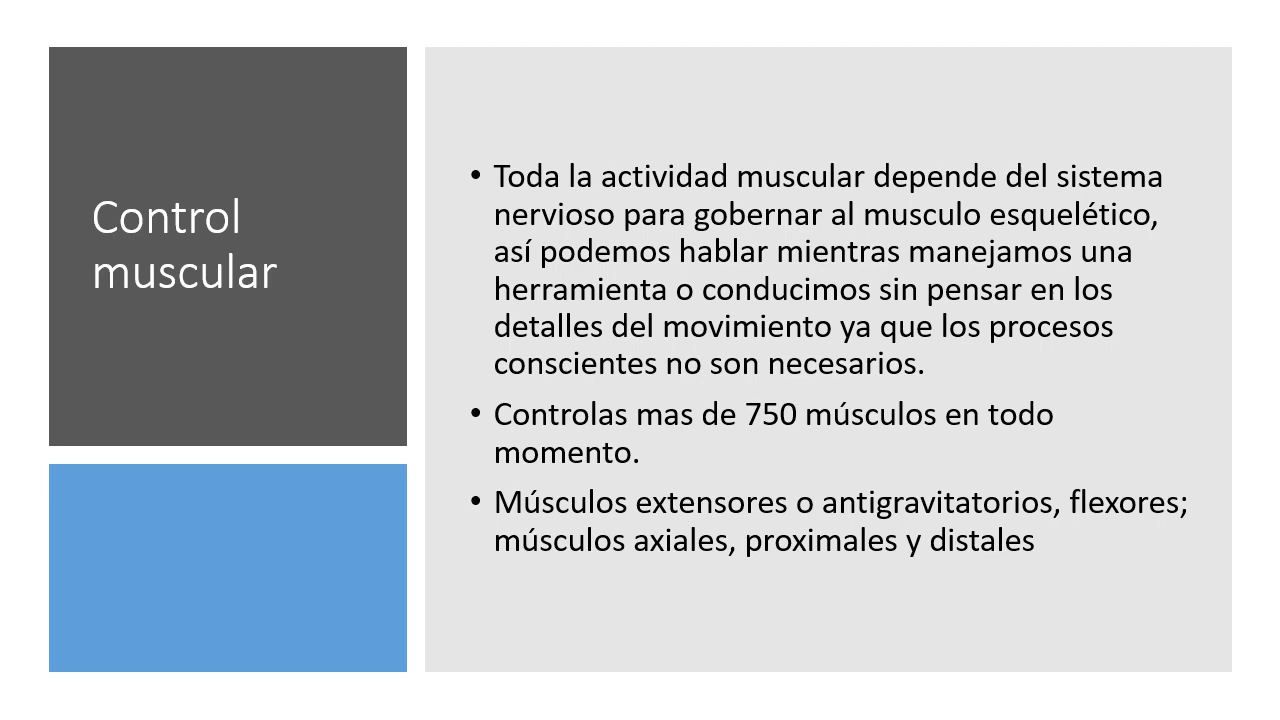 Control
muscular
• Toda la actividad muscular depende del sistema
nervioso para gobernar al musculo esquelético,
así podemos hablar mientras manejamos una
herramienta o conducimos sin pensar en los
detalles del movimiento ya que los procesos
conscientes no son necesarios.
• Controlas mas de 750 músculos en todo
momento.
• Músculos extensores o antigravitatorios, flexores;
músculos axiales, proximales y distales